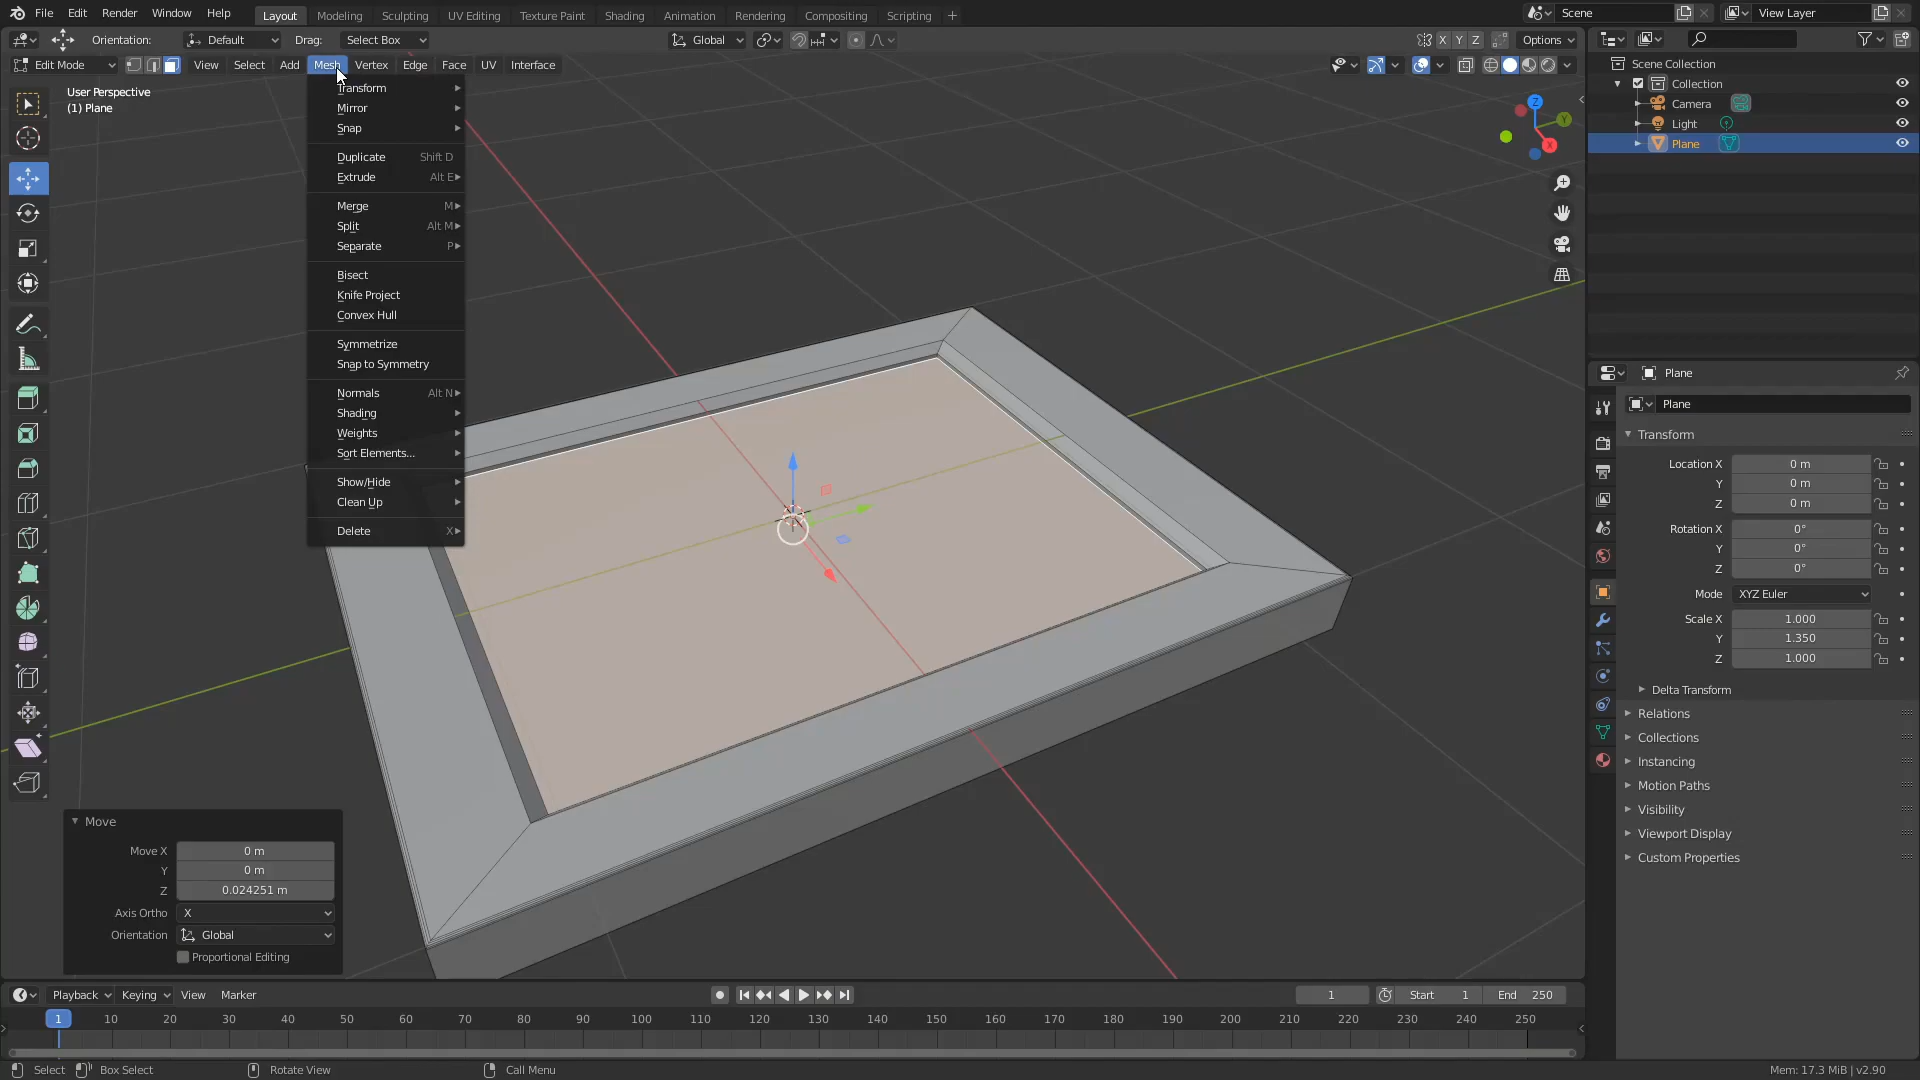 File Edit Render Window Help Layout Modeling Sculpting UV Editing Texture Paint Shading Animation Rendering Compositing Scripting + Scene View Layer
Orientation: Default Drag: Select Box Global X Y Z Options
Edit Mode View Select Add Mesh Vertex Edge Face UV Interface
User Perspective
(1) Plane
Transform
Mirror
Snap
Duplicate Shift D
Extrude Alt E
Merge M
Split Alt M
Separate P
Bisect
Knife Project
Convex Hull
Symmetrize
Snap to Symmetry
Normals Alt N
Shading
Weights
Sort Elements...
Show/Hide
Clean Up
Delete X
Z
Y
X
Move
Move X 0 m
Y 0 m
Z 0.024251 m
Axis Ortho X
Orientation Global
Proportional Editing
Scene Collection
Collection
Camera
Light
Plane
Plane
Plane
Transform
Location X 0 m
Y 0 m
Z 0 m
Rotation X 0°
Y 0°
Z 0°
Mode XYZ Euler
Scale X 1.000
Y 1.350
Z 1.000
Delta Transform
Relations
Collections
Instancing
Motion Paths
Visibility
Viewport Display
Custom Properties
Playback Keying View Marker 1 Start 1 End 250
1 10 20 30 40 50 60 70 80 90 100 110 120 130 140 150 160 170 180 190 200 210 220 230 240 250
Select Box Select Rotate View Call Menu Mem: 17.3 MiB | v2.90